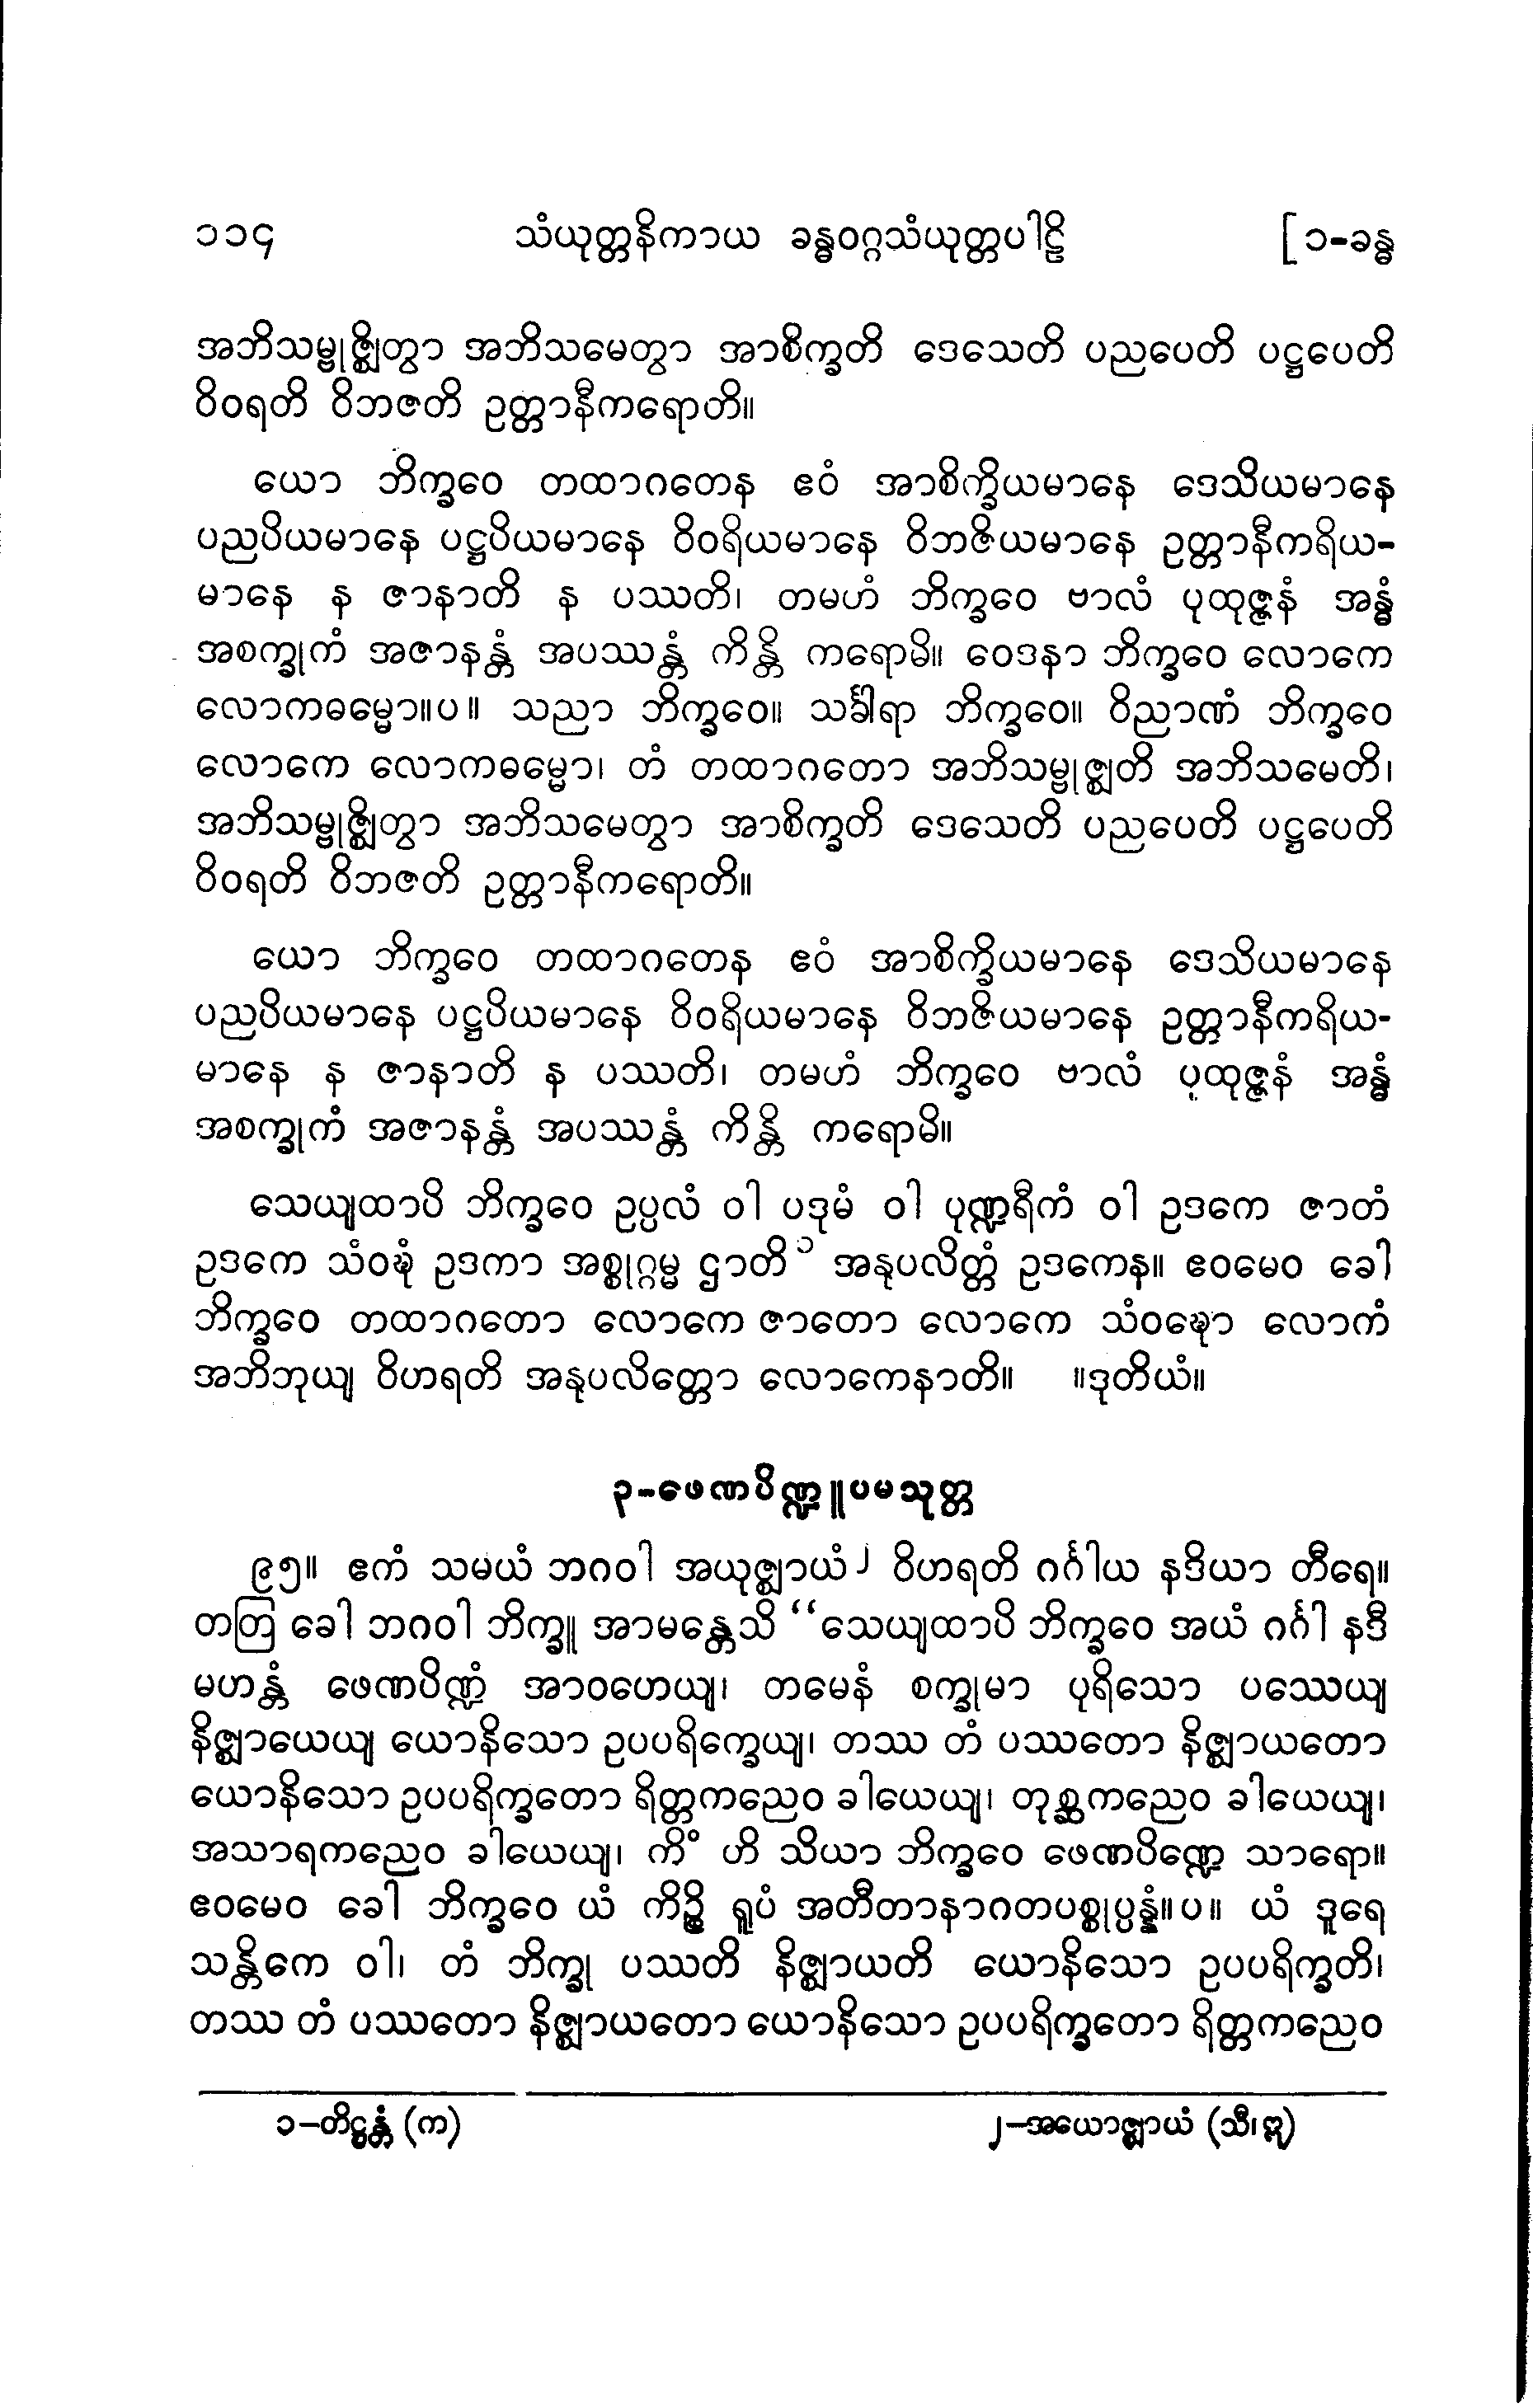 ၁၁၄ သံယုတ္တနိကာယ ခန္ဓဝဂ္ဂသံယုတ္တပါဠိ [၁-ခန္ဓ
အဘိသမ္ဗုဇ္ဈိတွာ အဘိသမေတွာ အာစိက္ခတိ ဒေသေတိ ပညပေတိ ပဋ္ဌပေတိ
ဝိဝရတိ ဝိဘဇတိ ဥတ္တာနီကရောတိ။
ယော ဘိက္ခဝေ တထာဂတေန ဧဝံ အာစိက္ခိယမာနေ ဒေသိယမာနေ
ပညပိယမာနေ ပဋ္ဌပိယမာနေ ဝိဝရိယမာနေ ဝိဘဇိယမာနေ ဥတ္တာနီကရိယ-
မာနေ န ဇာနာတိ န ပဿတိ၊ တမဟံ ဘိက္ခဝေ ဗာလံ ပုထုဇ္ဇနံ အန္ဓံ
အစက္ခုကံ အဇာနန္တံ အပဿန္တံ ကိန္တိ ကရောမိ။ ဝေဒနာ ဘိက္ခဝေ လောကေ
လောကဓမ္မော။ပ။ သညာ ဘိက္ခဝေ။ သင်္ခါရာ ဘိက္ခဝေ။ ဝိညာဏံ ဘိက္ခဝေ
လောကေ လောကဓမ္မော၊ တံ တထာဂတော အဘိသမ္ဗုဇ္ဈတိ အဘိသမေတိ၊
အဘိသမ္ဗုဇ္ဈိတွာ အဘိသမေတွာ အာစိက္ခတိ ဒေသေတိ ပညပေတိ ပဋ္ဌပေတိ
ဝိဝရတိ ဝိဘဇတိ ဥတ္တာနီကရောတိ။
ယော ဘိက္ခဝေ တထာဂတေန ဧဝံ အာစိက္ခိယမာနေ ဒေသိယမာနေ
ပညပိယမာနေ ပဋ္ဌပိယမာနေ ဝိဝရိယမာနေ ဝိဘဇိယမာနေ ဥတ္တာနီကရိယ-
မာနေ န ဇာနာတိ န ပဿတိ၊ တမဟံ ဘိက္ခဝေ ဗာလံ ပုထုဇ္ဇနံ အန္ဓံ
အစက္ခုကံ အဇာနန္တံ အပဿန္တံ ကိန္တိ ကရောမိ။
သေယျထာပိ ဘိက္ခဝေ ဥပ္ပလံ ဝါ ပဒုမံ ဝါ ပုဏ္ဍရီကံ ဝါ ဥဒကေ ဇာတံ
ဥဒကေ သံဝဍ္ဎံ ဥဒကာ အစ္စုဂ္ဂမ္မ ဌာတိ ၁ အနုပလိတ္တံ ဥဒကေန။ ဧဝမေဝ ခေါ
ဘိက္ခဝေ တထာဂတော လောကေ ဇာတော လောကေ သံဝဍ္ဎော လောကံ
အဘိဘုယျ ဝိဟရတိ အနုပလိတ္တော လောကေနာတိ။ ။ဒုတိယံ။
၃-ဖေဏပိဏ္ဍူပမသုတ္တ
၉၅။ ဧကံ သမယံ ဘဂဝါ အယုဇ္ဈာယံ ၂ ဝိဟရတိ ဂင်္ဂါယ နဒိယာ တီရေ။
တတြ ခေါ ဘဂဝါ ဘိက္ခူ အာမန္တေသိ “သေယျထာပိ ဘိက္ခဝေ အယံ ဂင်္ဂါ နဒီ
မဟန္တံ ဖေဏပိဏ္ဍံ အာဝဟေယျ၊ တမေနံ စက္ခုမာ ပုရိသော ပဿေယျ
နိဇ္ဈာယေယျ ယောနိသော ဥပပရိက္ခေယျ၊ တဿ တံ ပဿတော နိဇ္ဈာယတော
ယောနိသော ဥပပရိက္ခတော ရိတ္တကညေဝ ခါယေယျ၊ တုစ္ဆကညေဝ ခါယေယျ၊
အသာရကညေဝ ခါယေယျ၊ ကိံ ဟိ သိယာ ဘိက္ခဝေ ဖေဏပိဏ္ဍေ သာရော။
ဧဝမေဝ ခေါ ဘိက္ခဝေ ယံ ကိဉ္စိ ရူပံ အတီတာနာဂတပစ္စုပ္ပန္နံ။ပ။ ယံ ဒူရေ
သန္တိကေ ဝါ၊ တံ ဘိက္ခု ပဿတိ နိဇ္ဈာယတိ ယောနိသော ဥပပရိက္ခတိ၊
တဿ တံ ပဿတော နိဇ္ဈာယတော ယောနိသော ဥပပရိက္ခတော ရိတ္တကညေဝ
၁-တိဋ္ဌန္တံ (က) ၂-အယောဇ္ဈာယံ (သီ၊ ဣ)